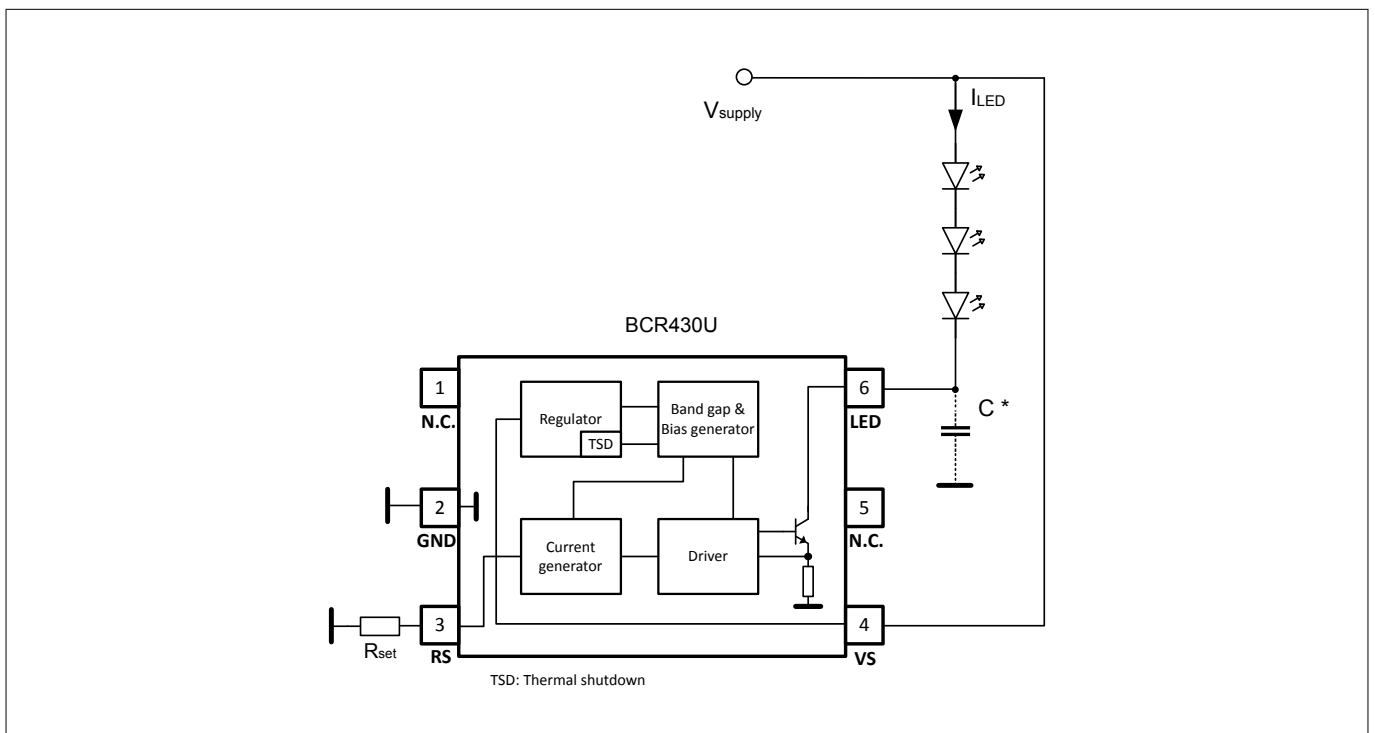 Vsupply
ILED
BCR430U
1
N.C.
Regulator
TSD
Band gap &
Bias generator
6
LED
C *
2
GND
5
N.C.
Current
generator
Driver
3
RS
Rset
4
VS
TSD: Thermal shutdown